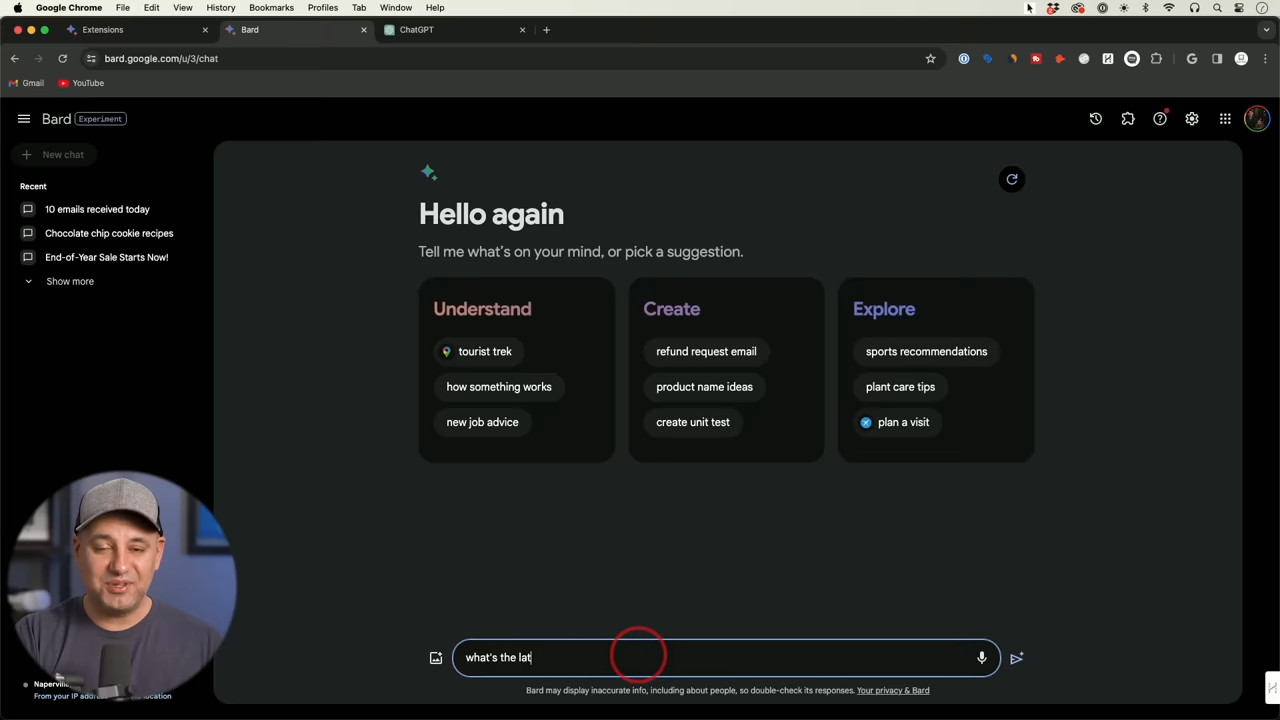 Google Chrome File Edit View History Bookmarks Profiles Tab Window Help
Extensions Bard ChatGPT
bard.google.com/u/3/chat
Gmail YouTube
Bard Experiment
New chat
Recent
10 emails received today
Chocolate chip cookie recipes
End-of-Year Sale Starts Now!
Show more
Hello again
Tell me what's on your mind, or pick a suggestion.
Understand
tourist trek
how something works
new job advice
Create
refund request email
product name ideas
create unit test
Explore
sports recommendations
plant care tips
plan a visit
what's the lat
From your IP address
Bard may display inaccurate info, including about people, so double-check its responses. Your privacy & Bard